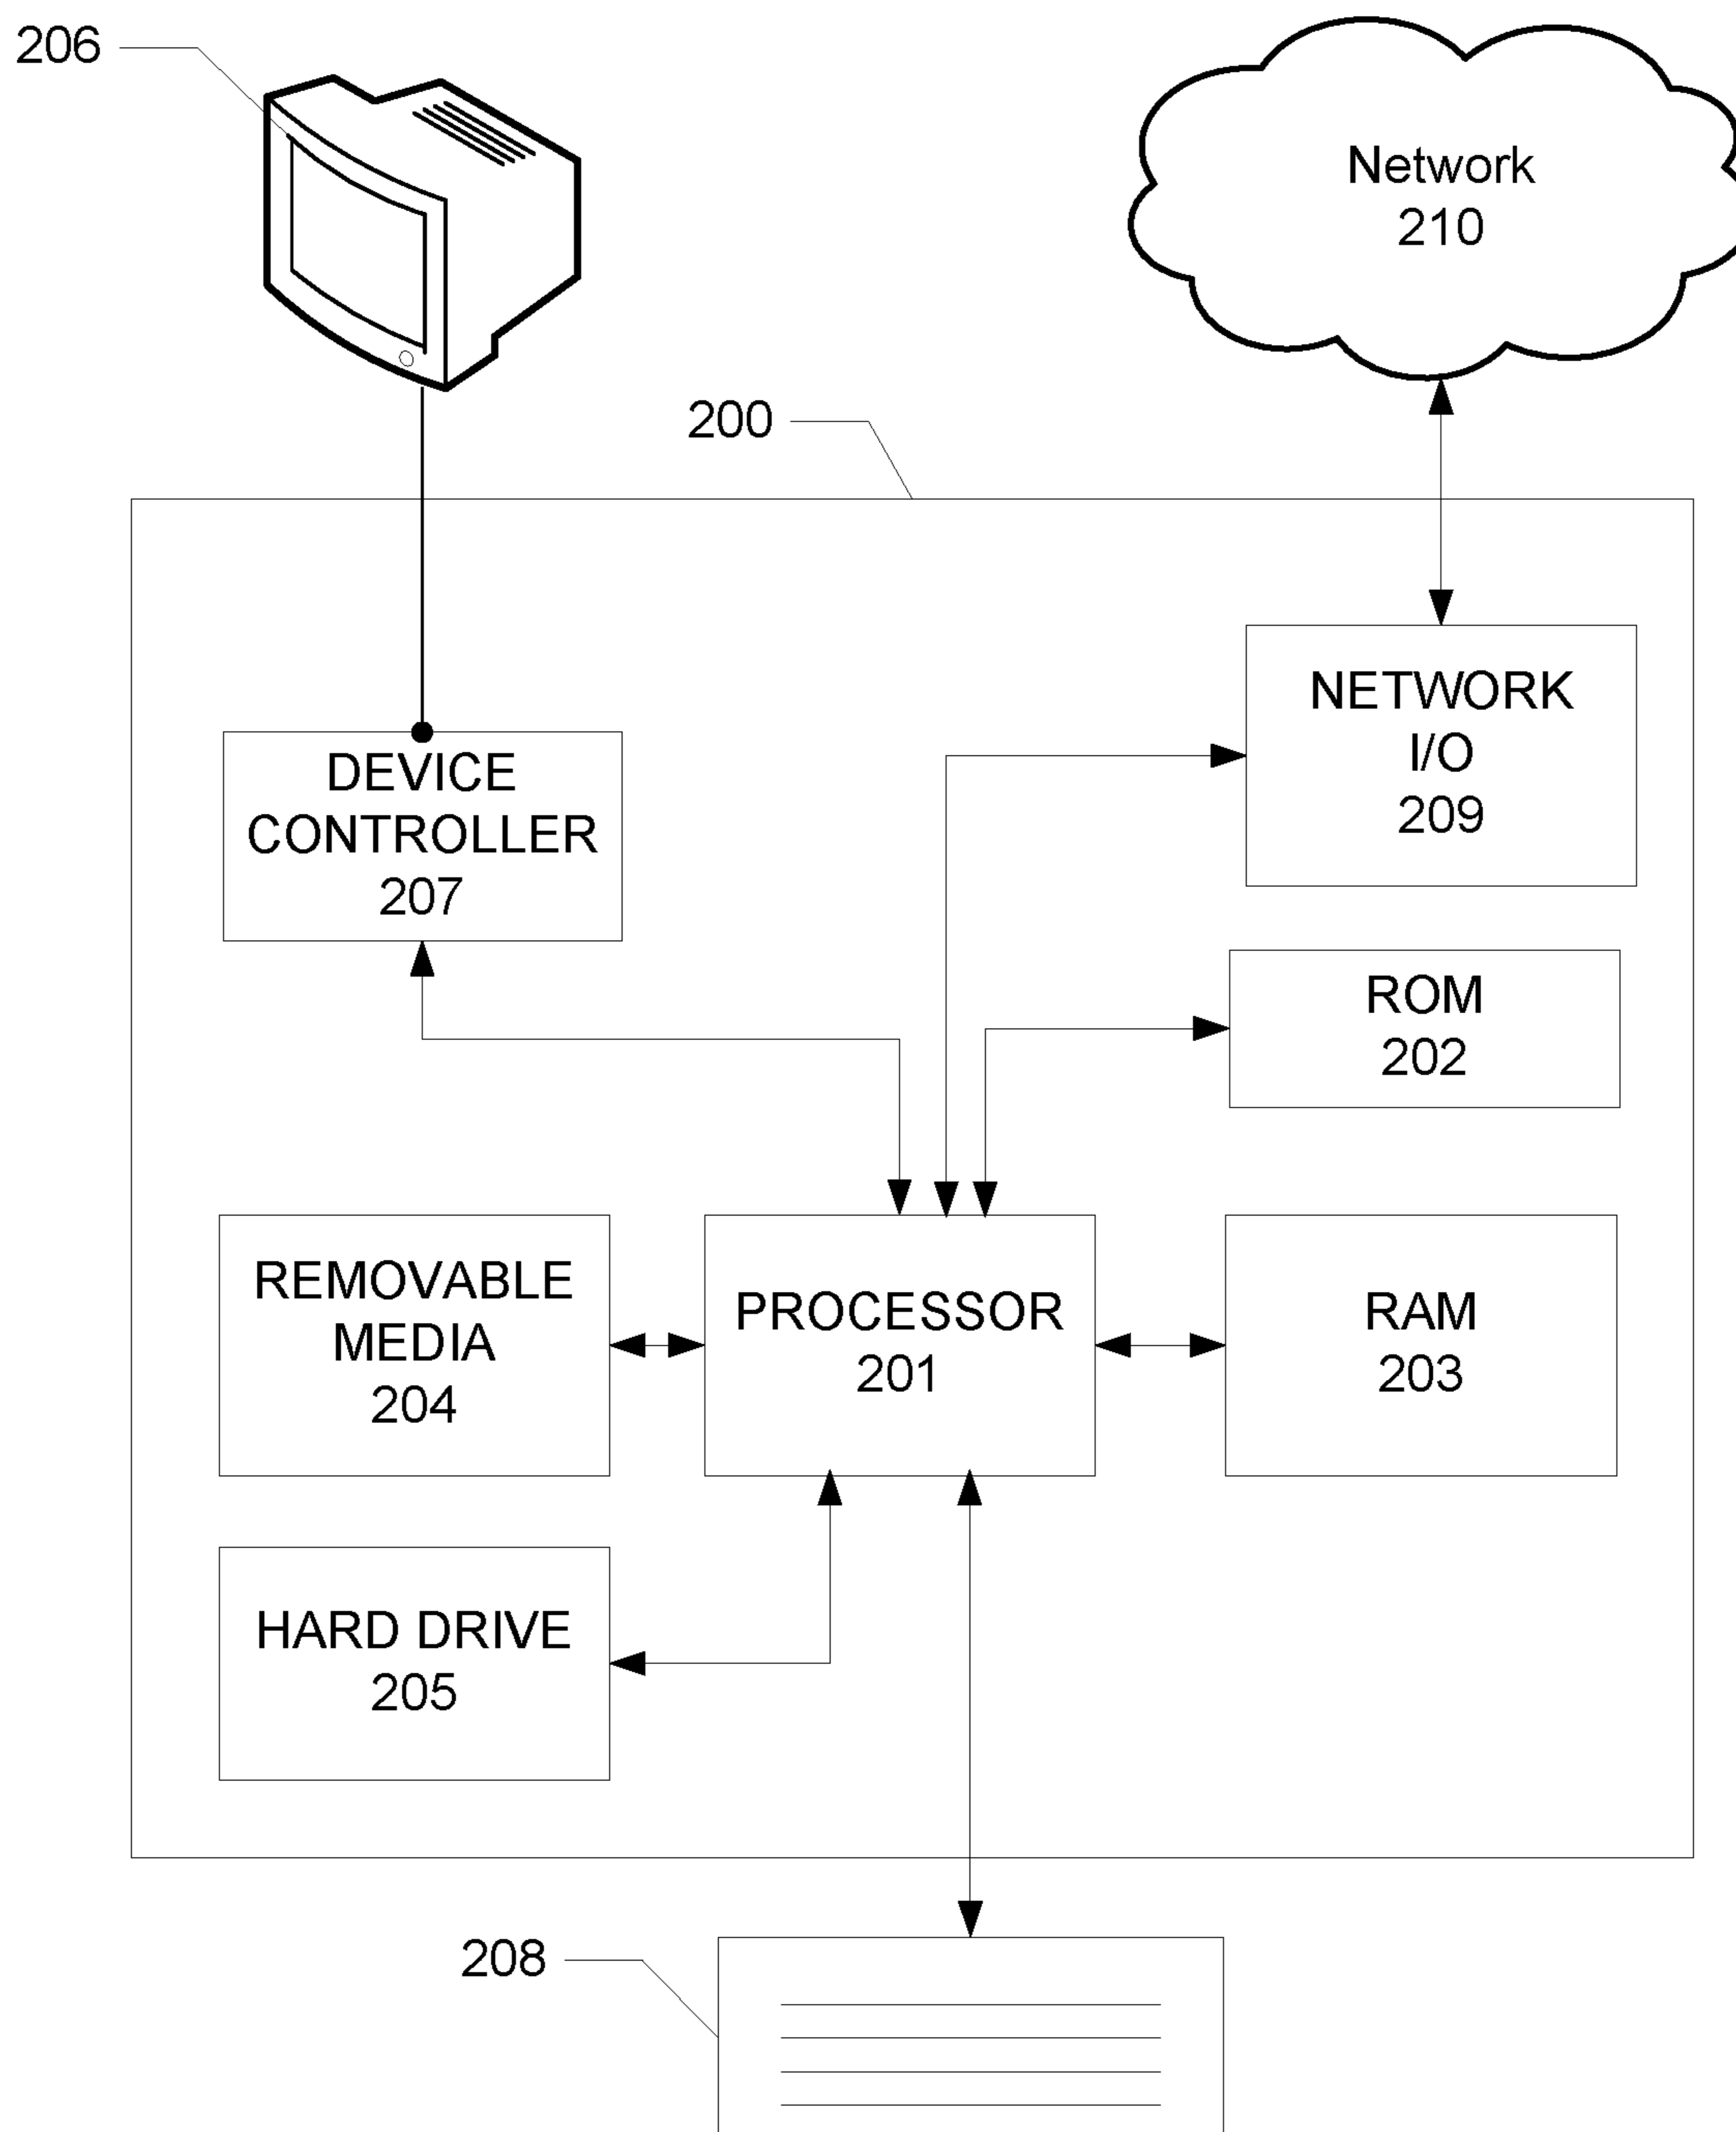 206
Network
210
200
NETWORK
I/O
209
DEVICE
CONTROLLER
207
ROM
202
REMOVABLE
MEDIA
204
PROCESSOR
201
RAM
203
HARD DRIVE
205
208